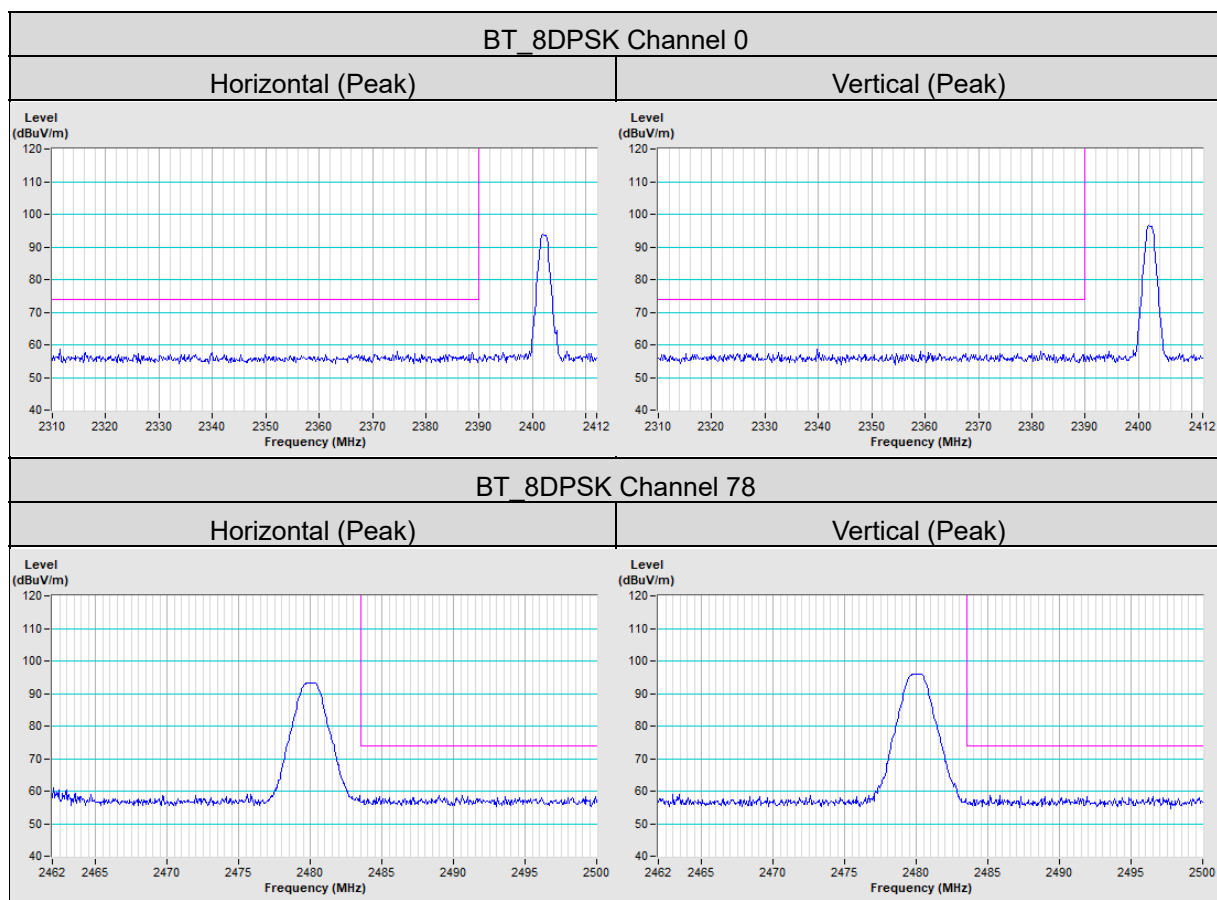 BT_8DPSK Channel 0
Horizontal (Peak) Vertical (Peak)
Level
(dBuV/m)
120
110
100
90
80
70
60
50
40
2310 2320 2330 2340 2350 2360 2370 2380 2390 2400 2412
Frequency (MHz)
Level
(dBuV/m)
120
110
100
90
80
70
60
50
40
2310 2320 2330 2340 2350 2360 2370 2380 2390 2400 2412
Frequency (MHz)
BT_8DPSK Channel 78
Horizontal (Peak) Vertical (Peak)
Level
(dBuV/m)
120
110
100
90
80
70
60
50
40
2462 2465 2470 2475 2480 2485 2490 2495 2500
Frequency (MHz)
Level
(dBuV/m)
120
110
100
90
80
70
60
50
40
2462 2465 2470 2475 2480 2485 2490 2495 2500
Frequency (MHz)